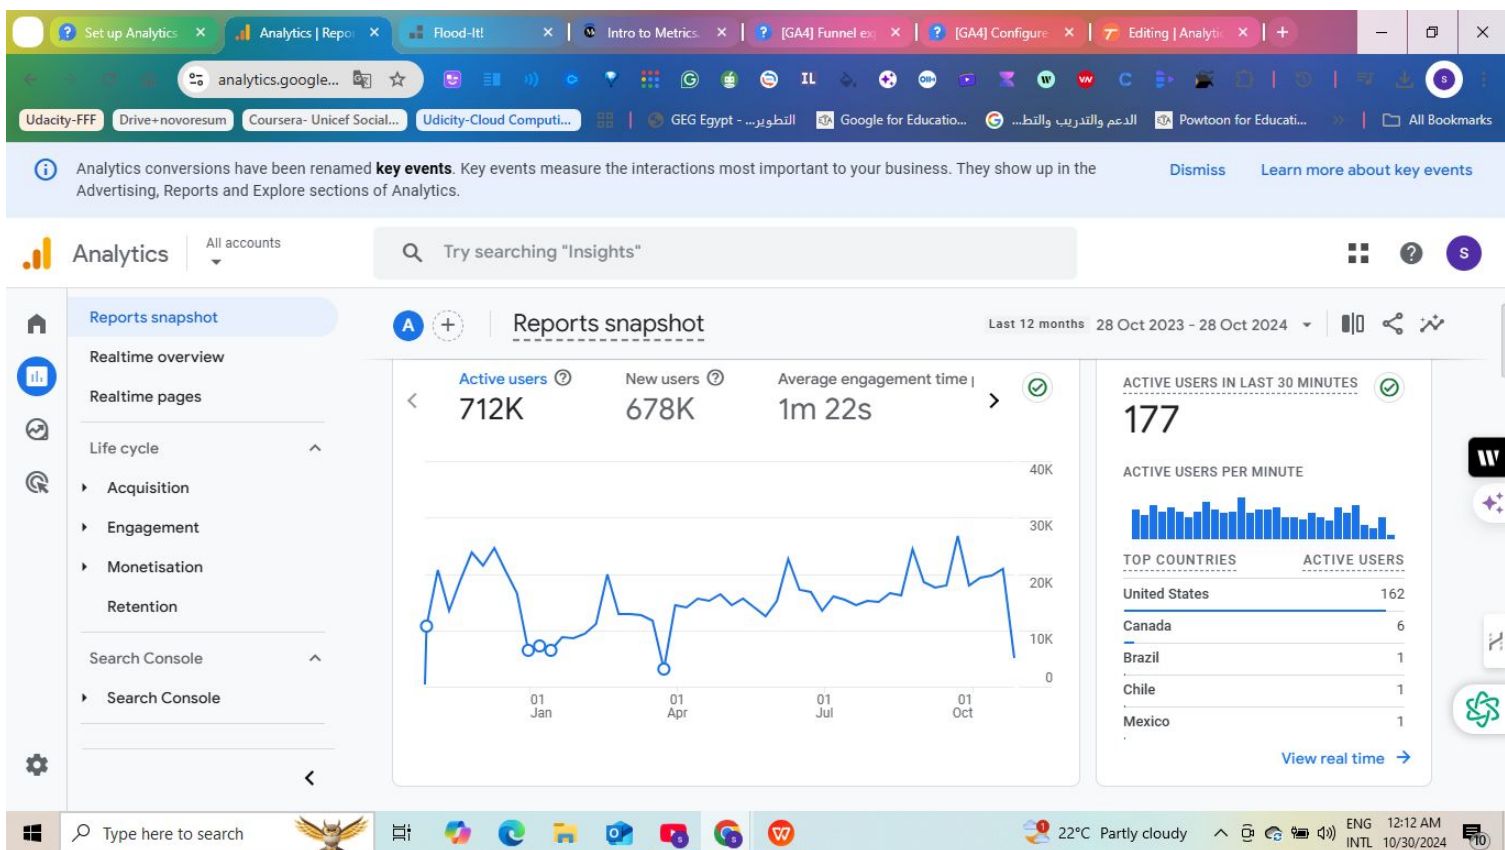 Set up Analytics
Analytics | Repo
Flood-It!
Intro to Metrics.
[GA4] Funnel ex
[GA4] Configure
Editing | Analytic
analytics.google...
Udacity-FFF
Drive+novoresum
Coursera- Unicef Social...
Udicity-Cloud Computi...
GEG Egypt - ...التطوير
Google for Educatio...
الدعم والتدريب والتط...
Powtoon for Educati...
All Bookmarks
Analytics conversions have been renamed key events. Key events measure the interactions most important to your business. They show up in the
Advertising, Reports and Explore sections of Analytics.
Dismiss
Learn more about key events
Analytics
All accounts
Try searching "Insights"
S
Reports snapshot
Realtime overview
Realtime pages
Life cycle
Acquisition
Engagement
Monetisation
Retention
Search Console
Search Console
A
Reports snapshot
Last 12 months 28 Oct 2023 - 28 Oct 2024
Active users
712K
New users
678K
Average engagement time
1m 22s
40K
30K
20K
10K
0
01
Jan
01
Apr
01
Jul
01
Oct
ACTIVE USERS IN LAST 30 MINUTES
177
ACTIVE USERS PER MINUTE
TOP COUNTRIES ACTIVE USERS
United States 162
Canada 6
Brazil 1
Chile 1
Mexico 1
View real time
Type here to search
22°C Partly cloudy
ENG
INTL
12:12 AM
10/30/2024
10